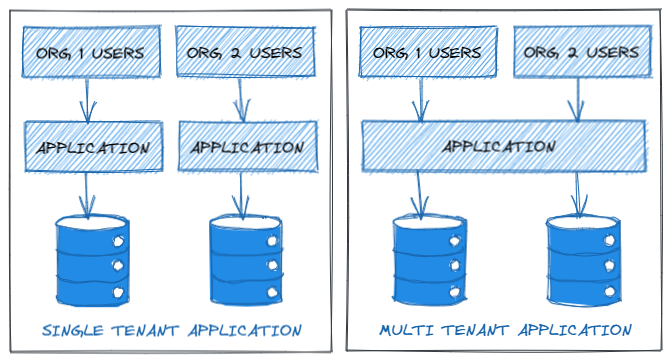 ORG 1 USERS
ORG 2 USERS
APPLICATION
APPLICATION
SINGLE TENANT APPLICATION
ORG 1 USERS
ORG 2 USERS
APPLICATION
MULTI TENANT APPLICATION